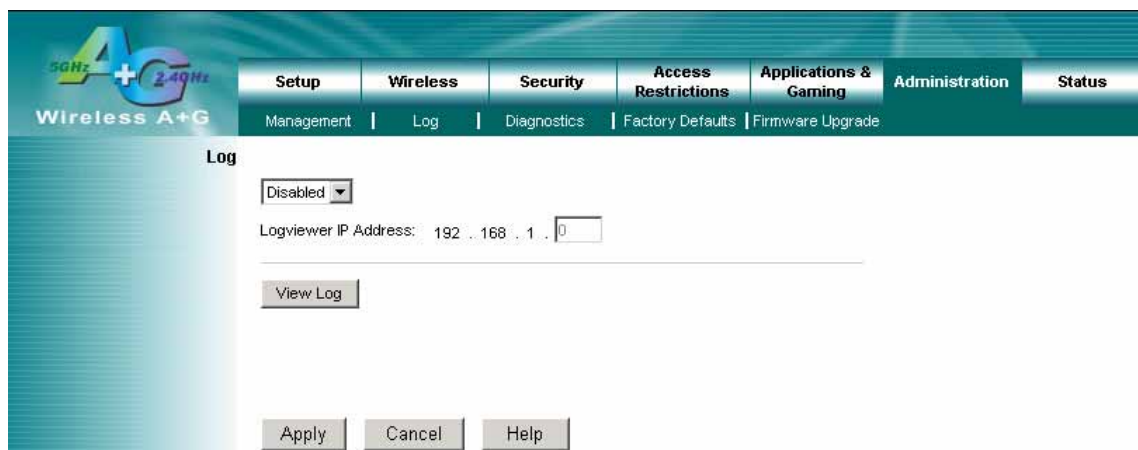 5GHz A+G 2.4GHz
Wireless A+G
Setup Wireless Security Access Restrictions Applications & Gaming Administration Status
Management | Log | Diagnostics | Factory Defaults | Firmware Upgrade
Log
Disabled
Logviewer IP Address: 192 . 168 . 1 . 0
View Log
Apply Cancel Help